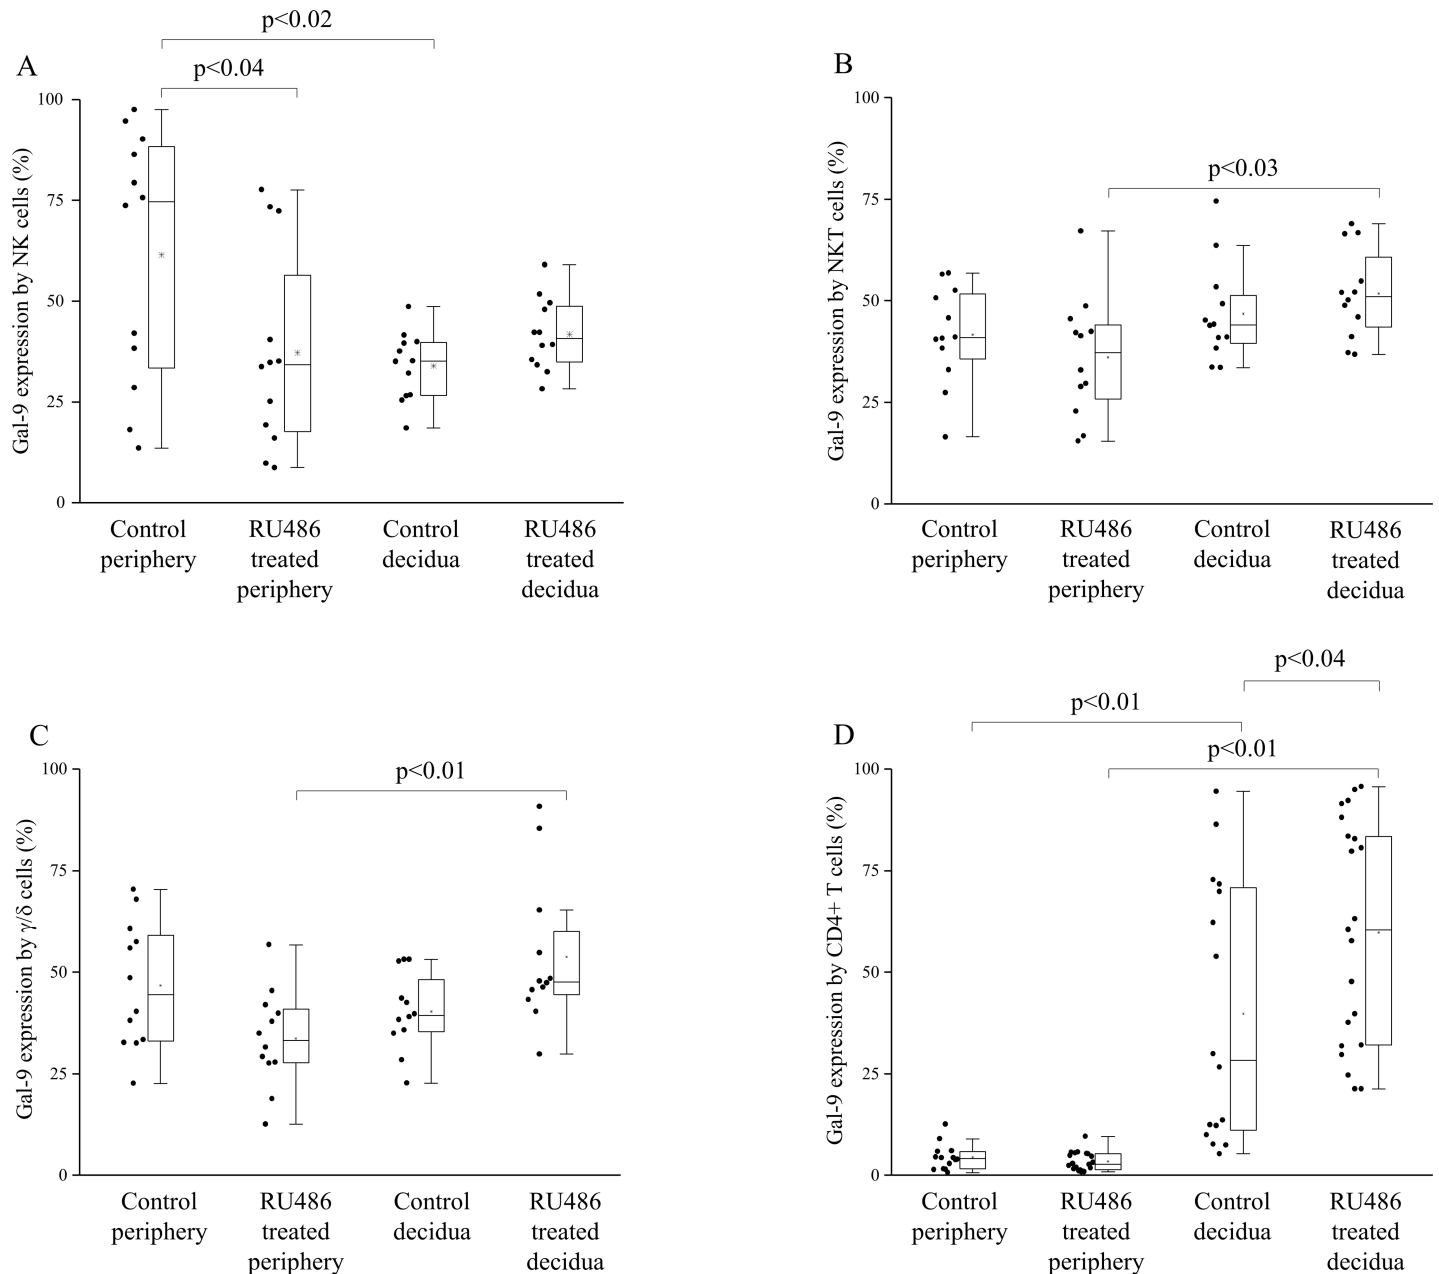 p<0.02
A
p<0.04
Gal-9 expression by NK cells (%)
100
75
50
25
0
Control
periphery
RU486
treated
periphery
Control
decidua
RU486
treated
decidua
B
p<0.03
Gal-9 expression by NKT cells (%)
100
75
50
25
0
Control
periphery
RU486
treated
periphery
Control
decidua
RU486
treated
decidua
C
p<0.01
Gal-9 expression by γ/δ cells (%)
100
75
50
25
0
Control
periphery
RU486
treated
periphery
Control
decidua
RU486
treated
decidua
p<0.04
p<0.01
D
p<0.01
Gal-9 expression by CD4+ T cells (%)
100
75
50
25
0
Control
periphery
RU486
treated
periphery
Control
decidua
RU486
treated
decidua